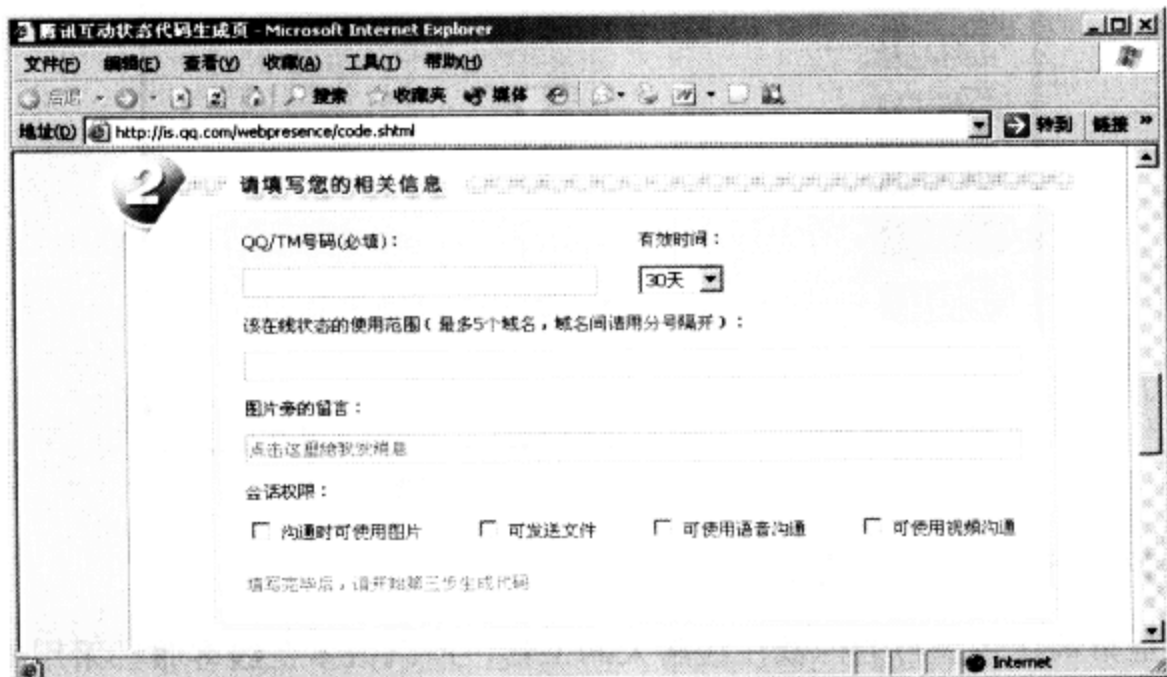 腾讯互动状态代码生成页 - Microsoft Internet Explorer
文件(F) 编辑(E) 查看(V) 收藏(A) 工具(T) 帮助(H)
后退 搜索 收藏夹 媒体
地址(D) http://is.qq.com/webpresence/code.shtml 转到 链接 »
2 请填写您的相关信息
QQ/TM号码(必填)： 有效时间：
30天
该在线状态的使用范围(最多5个域名，域名间请用分号隔开)：
图片旁的留言：
点击这里给我发消息
会话权限：
沟通时可使用图片 可发送文件 可使用语音沟通 可使用视频沟通
填写完毕后，请开始第三步生成代码
Internet